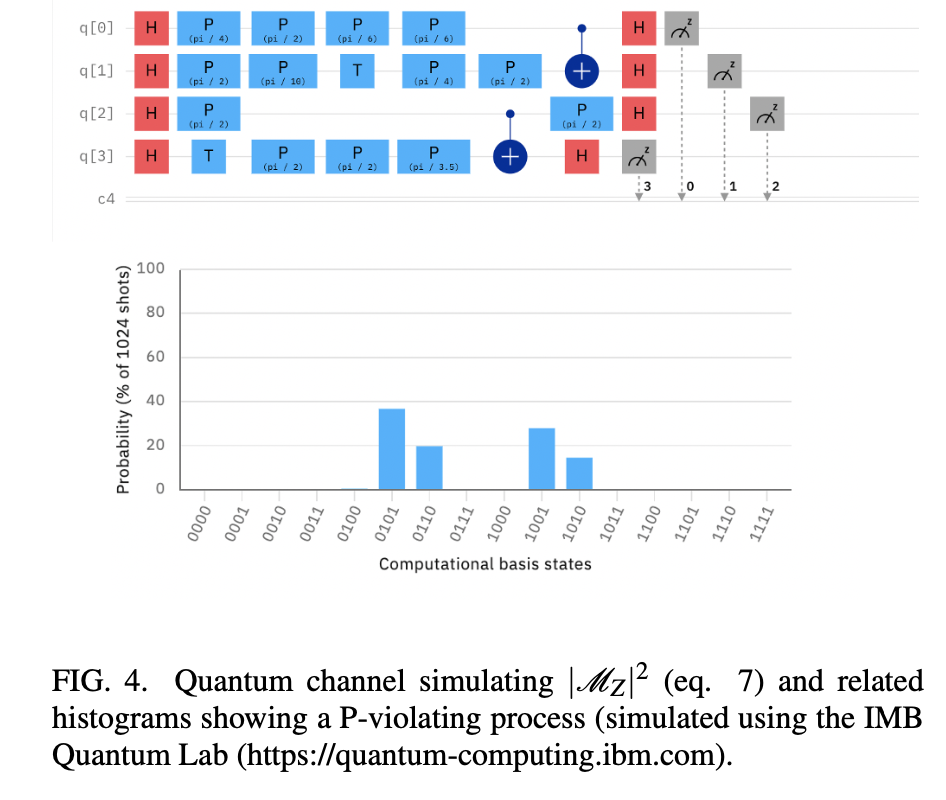 q[0] H P (pi / 4) P (pi / 2) P (pi / 6) P (pi / 6) H z
q[1] H P (pi / 2) P (pi / 10) T P (pi / 4) P (pi / 2) + H z
q[2] H P (pi / 2) P (pi / 2) H z
q[3] H T P (pi / 2) P (pi / 2) P (pi / 3.5) + H z
c4 3 0 1 2
Probability (% of 1024 shots)
100
80
60
40
20
0
0000 0001 0010 0011 0100 0101 0110 0111 1000 1001 1010 1011 1100 1101 1110 1111
Computational basis states
FIG. 4. Quantum channel simulating |ℳ_Z|² (eq. 7) and related
histograms showing a P-violating process (simulated using the IMB
Quantum Lab (https://quantum-computing.ibm.com).